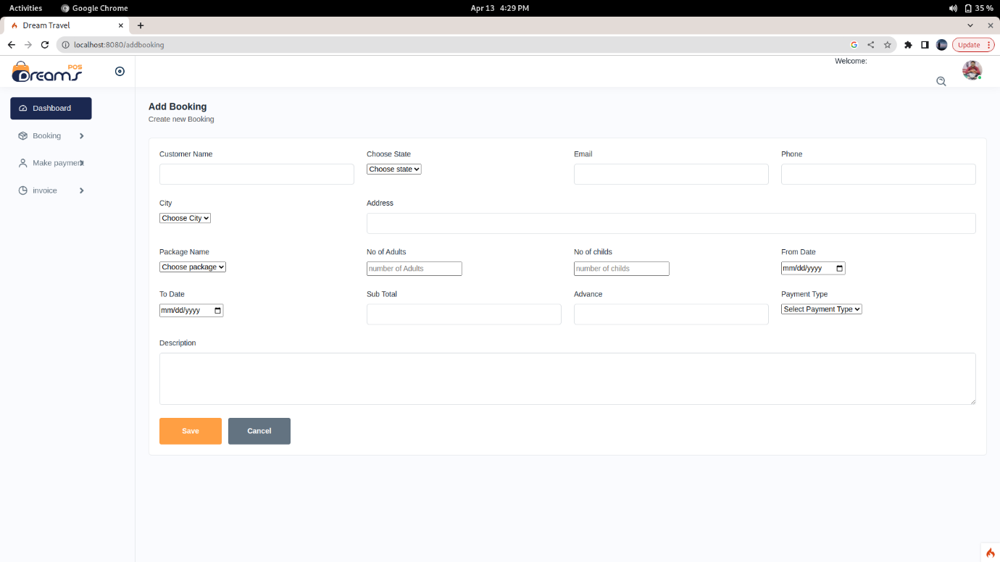 Activities Google Chrome Apr 13 4:29 PM 35 %
Dream Travel
localhost:8080/addbooking Update
Dreams POS Welcome:
Dashboard
Booking
Make payment
invoice
Add Booking
Create new Booking
Customer Name Choose State Email Phone
Choose state
City Address
Choose City
Package Name No of Adults No of childs From Date
Choose package number of Adults number of childs mm/dd/yyyy
To Date Sub Total Advance Payment Type
mm/dd/yyyy Select Payment Type
Description
Save Cancel